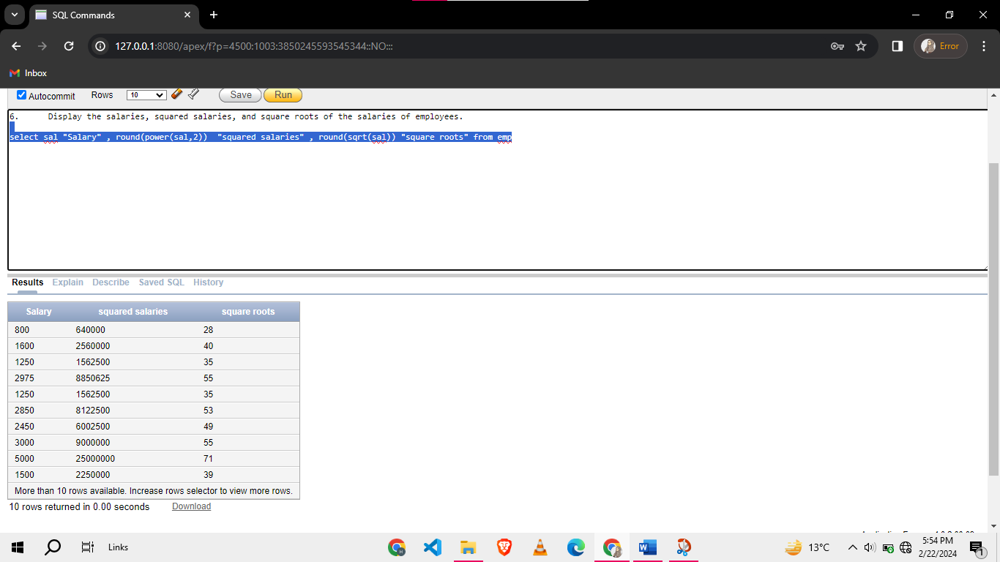 SQL Commands
127.0.0.1:8080/apex/f?p=4500:1003:3850245593545344::NO:::
Error
Inbox
Autocommit Rows 10 Save Run
6. Display the salaries, squared salaries, and square roots of the salaries of employees.
select sal "Salary" , round(power(sal,2)) "squared salaries" , round(sqrt(sal)) "square roots" from emp
Results Explain Describe Saved SQL History
Salary squared salaries square roots
800 640000 28
1600 2560000 40
1250 1562500 35
2975 8850625 55
1250 1562500 35
2850 8122500 53
2450 6002500 49
3000 9000000 55
5000 25000000 71
1500 2250000 39
More than 10 rows available. Increase rows selector to view more rows.
10 rows returned in 0.00 seconds Download
Links
13°C
5:54 PM
2/22/2024
1